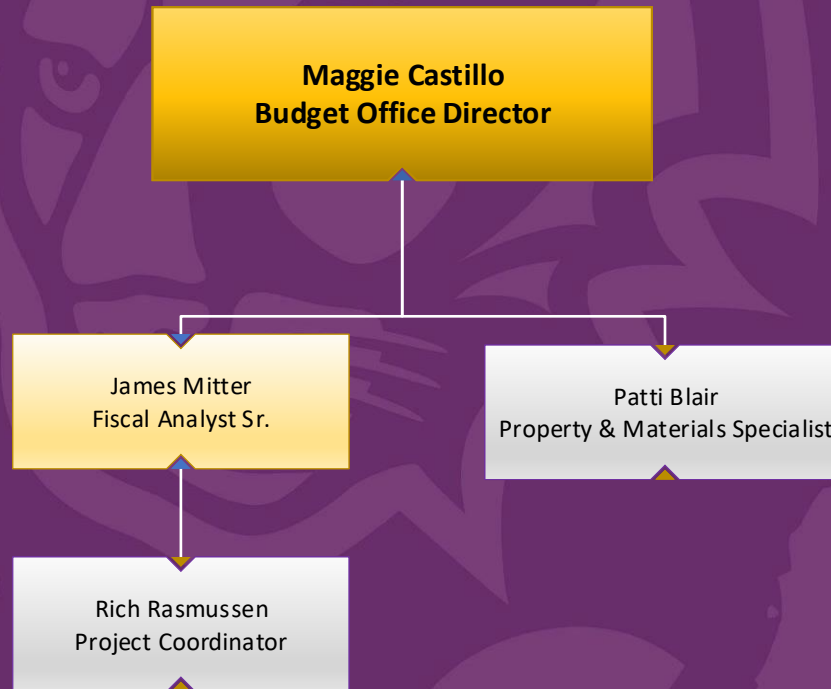 Maggie Castillo
Budget Office Director
James Mitter
Fiscal Analyst Sr.
Patti Blair
Property & Materials Specialist
Rich Rasmussen
Project Coordinator